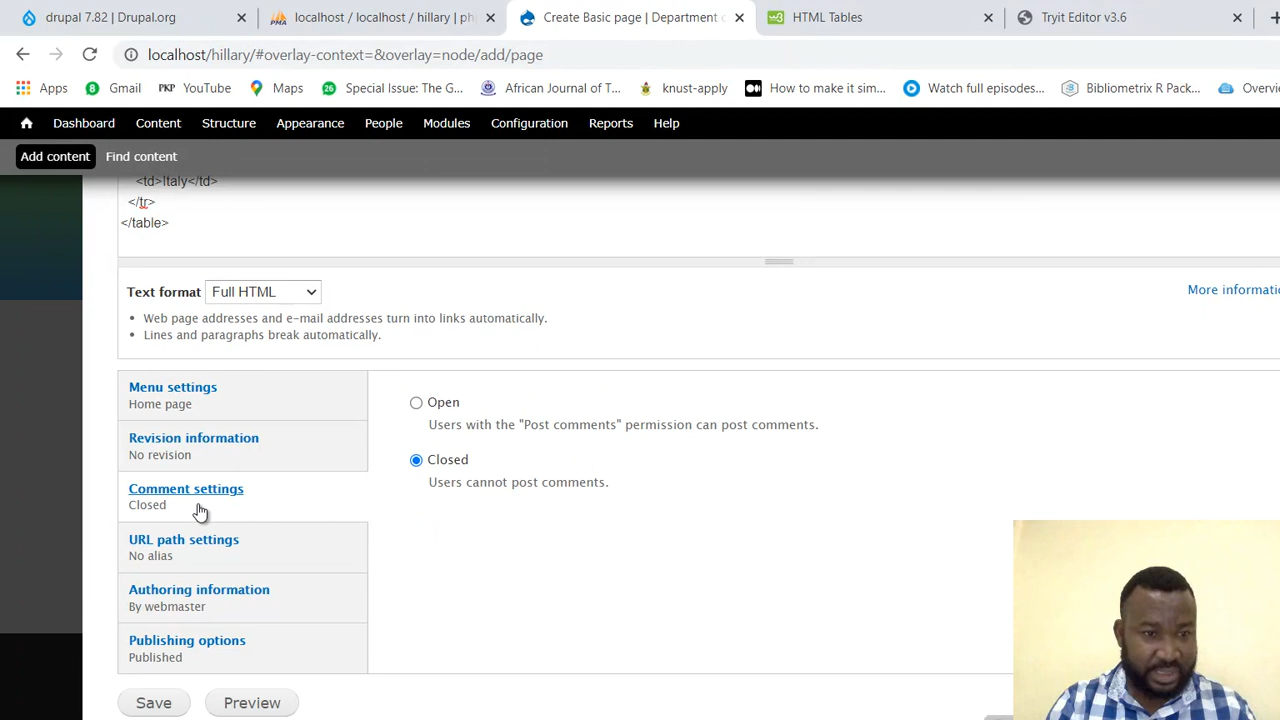 drupal 7.82 | Drupal.org
localhost / localhost / hillary | ph
Create Basic page | Department
HTML Tables
Tryit Editor v3.6
localhost/hillary/#overlay-context=&overlay=node/add/page
Apps
Gmail
YouTube
Maps
Special Issue: The G...
African Journal of T...
knust-apply
How to make it sim...
Watch full episodes...
Bibliometrix R Pack...
Overvie
Dashboard
Content
Structure
Appearance
People
Modules
Configuration
Reports
Help
Add content
Find content
<td>Italy</td>
</tr>
</table>
Text format
Full HTML
More informati
Web page addresses and e-mail addresses turn into links automatically.
Lines and paragraphs break automatically.
Menu settings
Home page
Revision information
No revision
Comment settings
Closed
URL path settings
No alias
Authoring information
By webmaster
Publishing options
Published
Open
Users with the "Post comments" permission can post comments.
Closed
Users cannot post comments.
Save
Preview